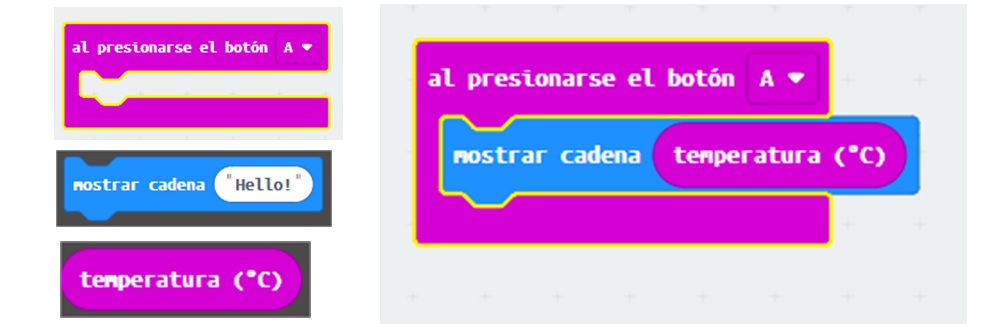 al presionarse el botón A
mostrar cadena "Hello!"
temperatura (°C)
al presionarse el botón A
mostrar cadena temperatura (°C)